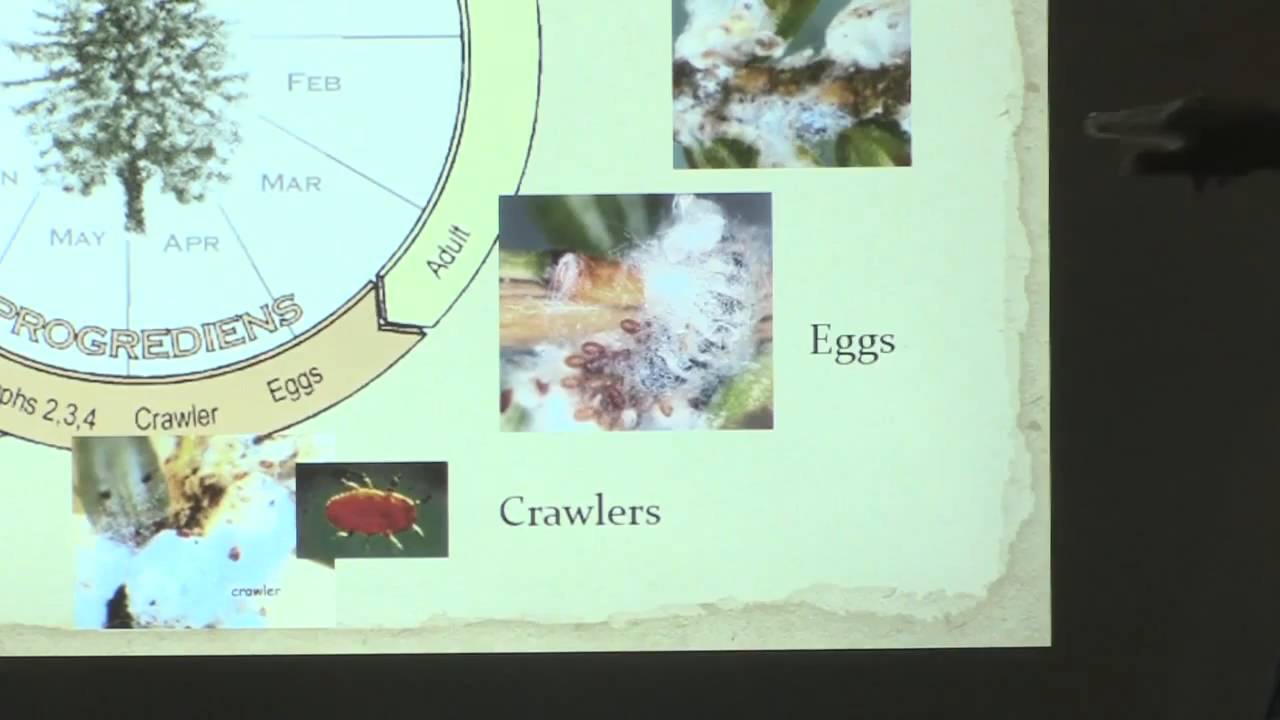 FEB
MAR
APR
MAY
N
PROGREDIENS
Adult
Eggs
Crawler
phs 2,3,4
Eggs
Crawlers
crawler